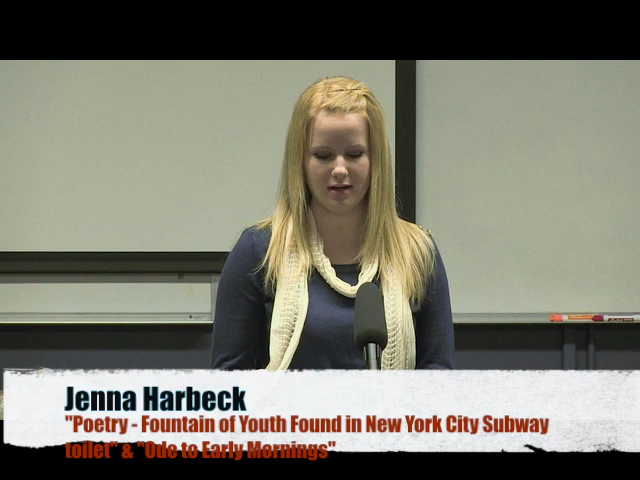 Jenna Harbeck
"Poetry - Fountain of Youth Found in New York City Subway
toilet" & "Ode to Early Mornings"